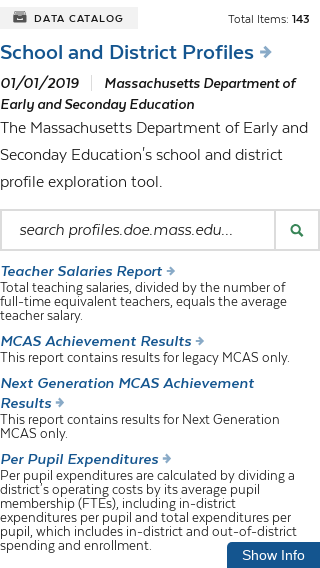 DATA CATALOG
Total Items: 143
School and District Profiles
01/01/2019 Massachusetts Department of
Early and Seconday Education
The Massachusetts Department of Early and
Seconday Education's school and district
profile exploration tool.
search profiles.doe.mass.edu...
Teacher Salaries Report
Total teaching salaries, divided by the number of
full-time equivalent teachers, equals the average
teacher salary.
MCAS Achievement Results
This report contains results for legacy MCAS only.
Next Generation MCAS Achievement
Results
This report contains results for Next Generation
MCAS only.
Per Pupil Expenditures
Per pupil expenditures are calculated by dividing a
district's operating costs by its average pupil
membership (FTEs), including in-district
expenditures per pupil and total expenditures per
pupil, which includes in-district and out-of-district
spending and enrollment.
Show Info